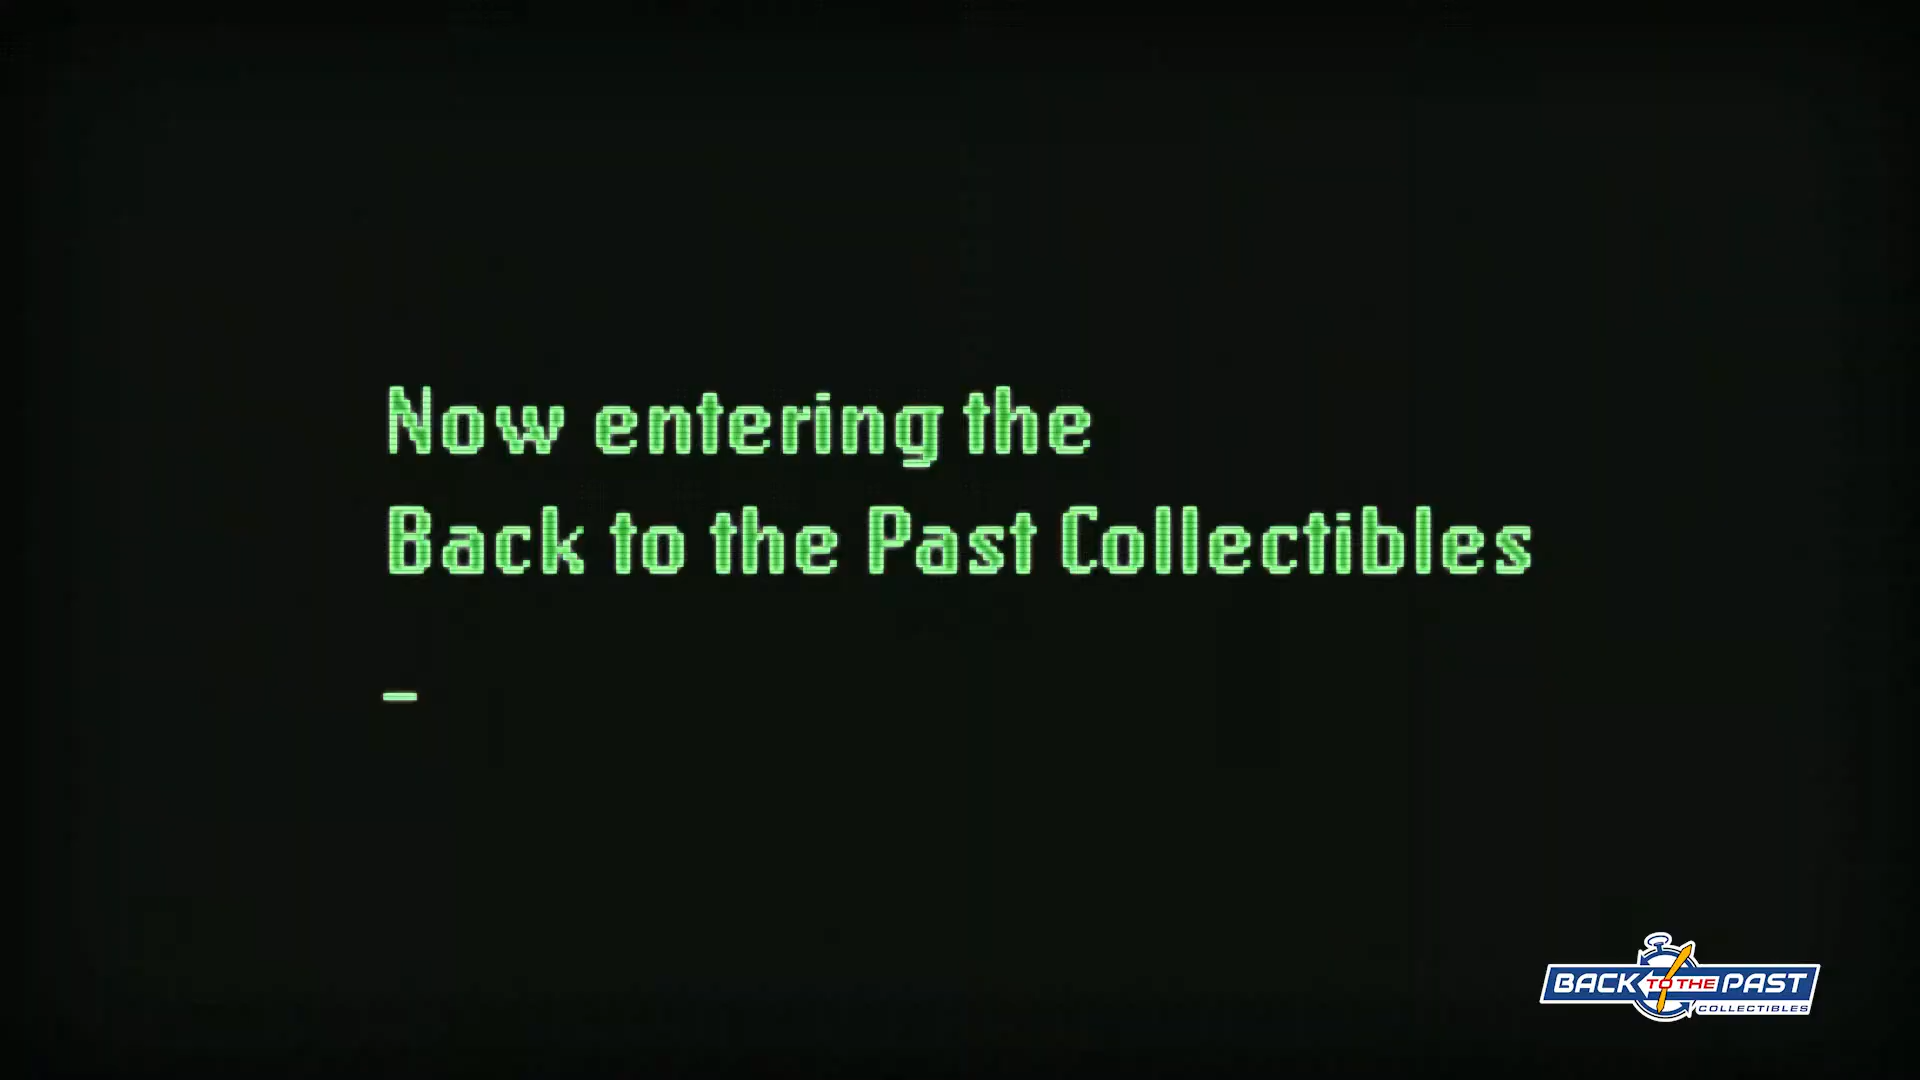 Now entering the
Back to the Past Collectibles
_
BACK TO THE PAST
COLLECTIBLES